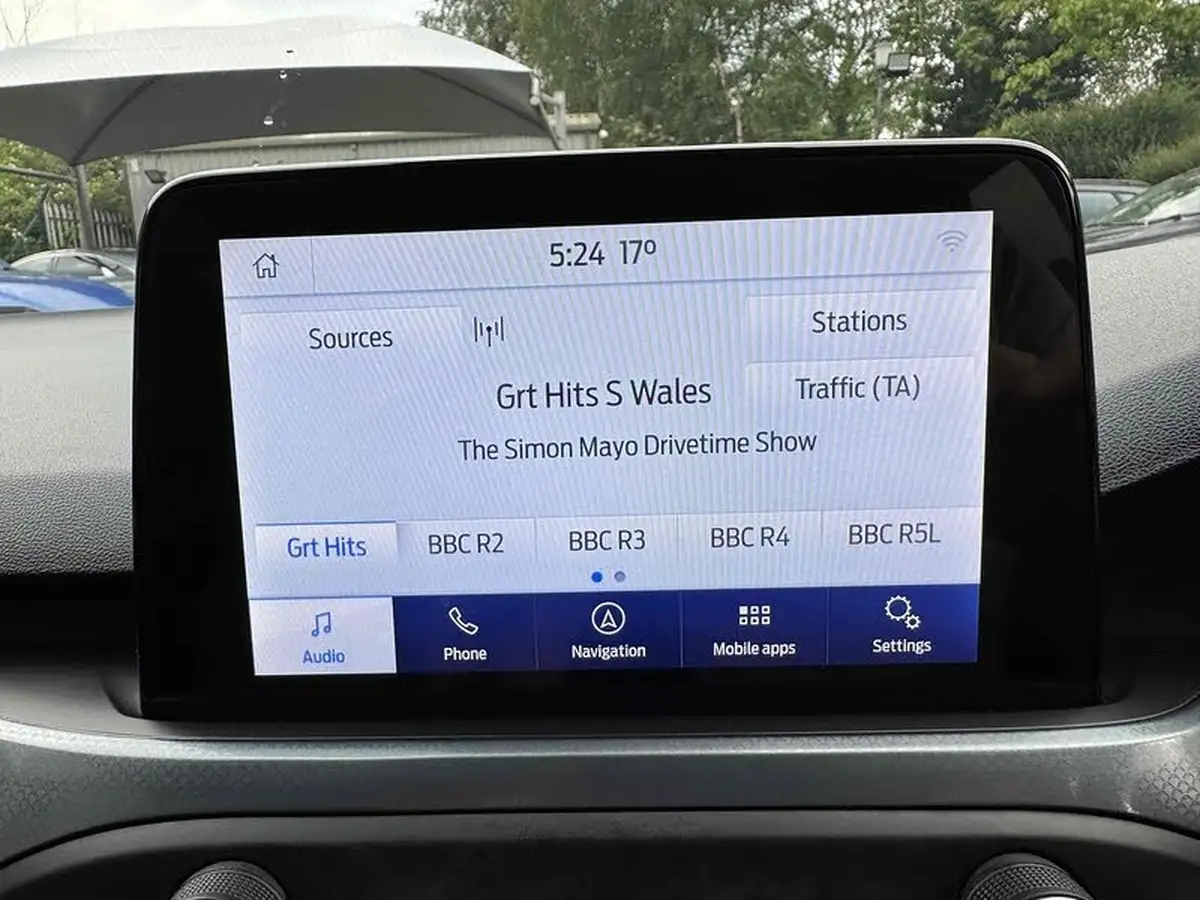 5:24 17º
Sources
Stations
Grt Hits S Wales
Traffic (TA)
The Simon Mayo Drivetime Show
Grt Hits BBC R2 BBC R3 BBC R4 BBC R5L
Audio Phone Navigation Mobile apps Settings